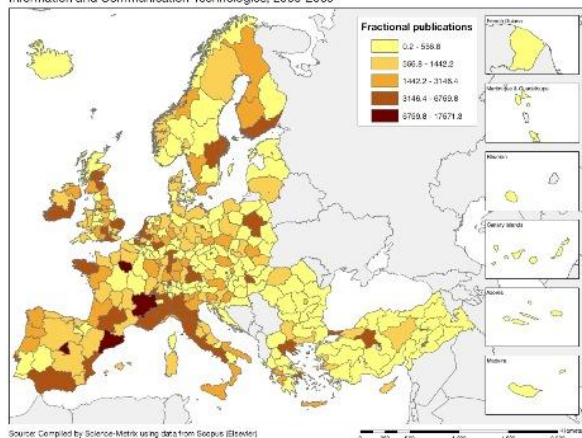 Information and Communication Technologies, 2000-2009
Fractional publications
0.2 - 566.8
566.8 - 1442.2
1442.2 - 3146.4
3146.4 - 6769.8
6769.8 - 17671.3
French Guiana
Martinique & Guadeloupe
Réunion
Canary Islands
Azores
Madeira
Source: Compiled by Science-Metrix using data from Scopus (Elsevier)